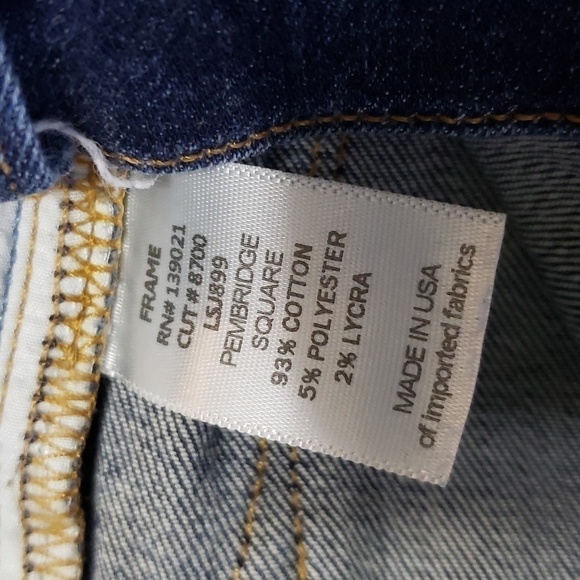 FRAME
RN# 139021
CUT # 8700
LSJ899
PEMBRIDGE
SQUARE
93% COTTON
5% POLYESTER
2% LYCRA
MADE IN USA
of imported fabrics